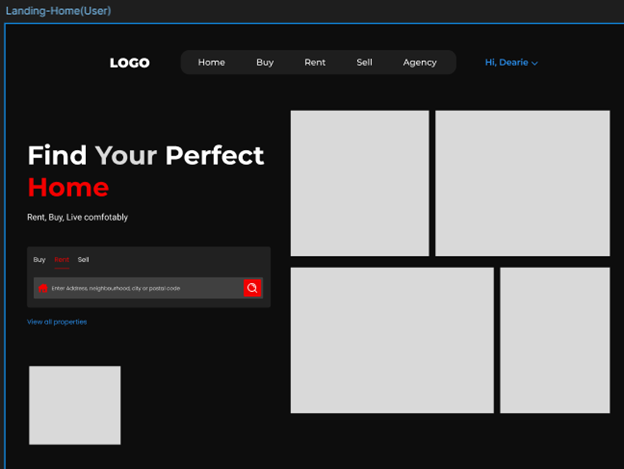 Landing-Home(User)
LOGO Home Buy Rent Sell Agency Hi, Dearie
Find Your Perfect
Home
Rent, Buy, Live comfotably
Buy Rent Sell
Enter Address, neighbourhood, city or postal code
View all properties